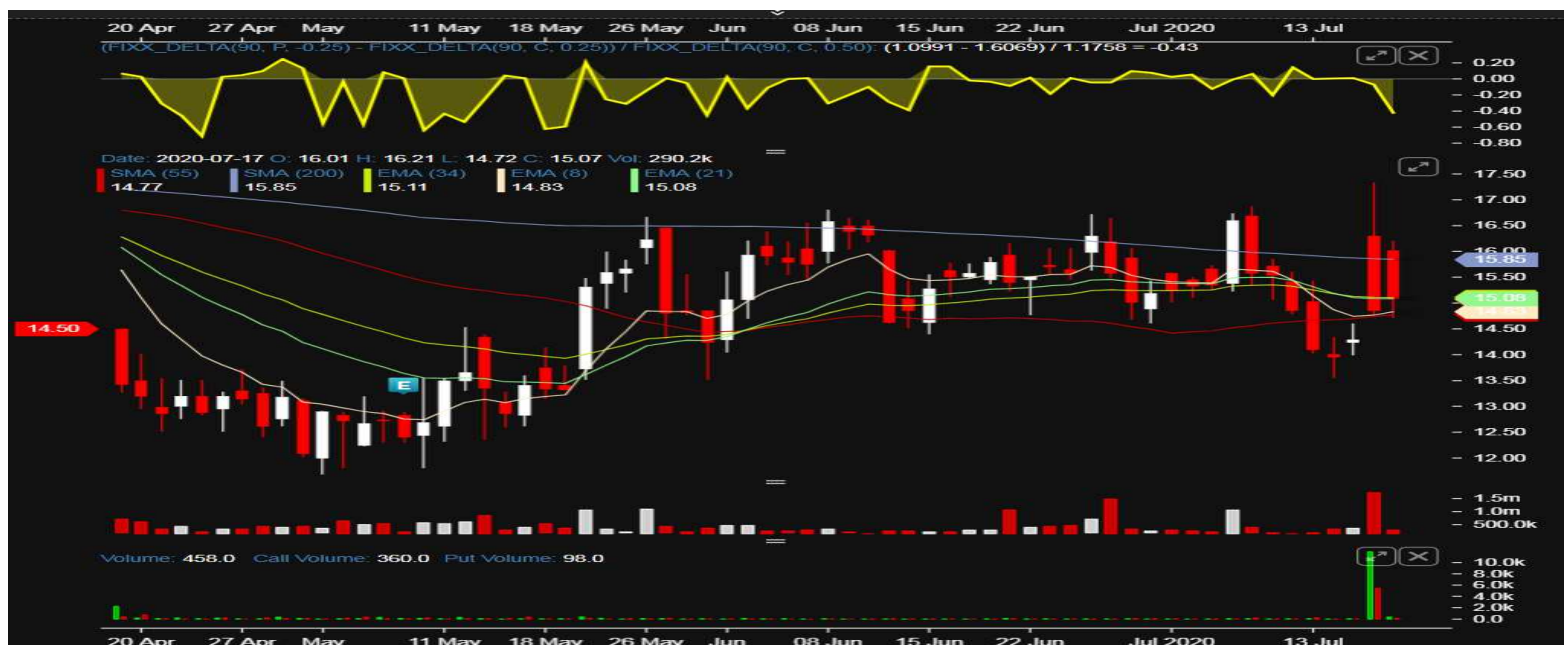 20 Apr 27 Apr May 11 May 18 May 26 May Jun 08 Jun 15 Jun 22 Jun Jul 2020 13 Jul
(FIXX_DELTA(90, P, -0.25) - FIXX_DELTA(90, C, 0.25)) / FIXX_DELTA(90, C, 0.50): (1.0991 - 1.6069) / 1.1758 = -0.43
0.20
0.00
-0.20
-0.40
-0.60
-0.80
Date: 2020-07-17 O: 16.01 H: 16.21 L: 14.72 C: 15.07 Vol: 290.2k
SMA (55) SMA (200) EMA (34) EMA (8) EMA (21)
14.77 15.85 15.11 14.83 15.08
17.50
17.00
16.50
16.00
15.85
15.50
15.08
14.83
14.50
14.50
14.00
13.50
E
13.00
12.50
12.00
1.5m
1.0m
500.0k
Volume: 458.0 Call Volume: 360.0 Put Volume: 98.0
10.0k
8.0k
6.0k
4.0k
2.0k
0.0
20 Apr 27 Apr May 11 May 18 May 26 May Jun 08 Jun 15 Jun 22 Jun Jul 2020 13 Jul